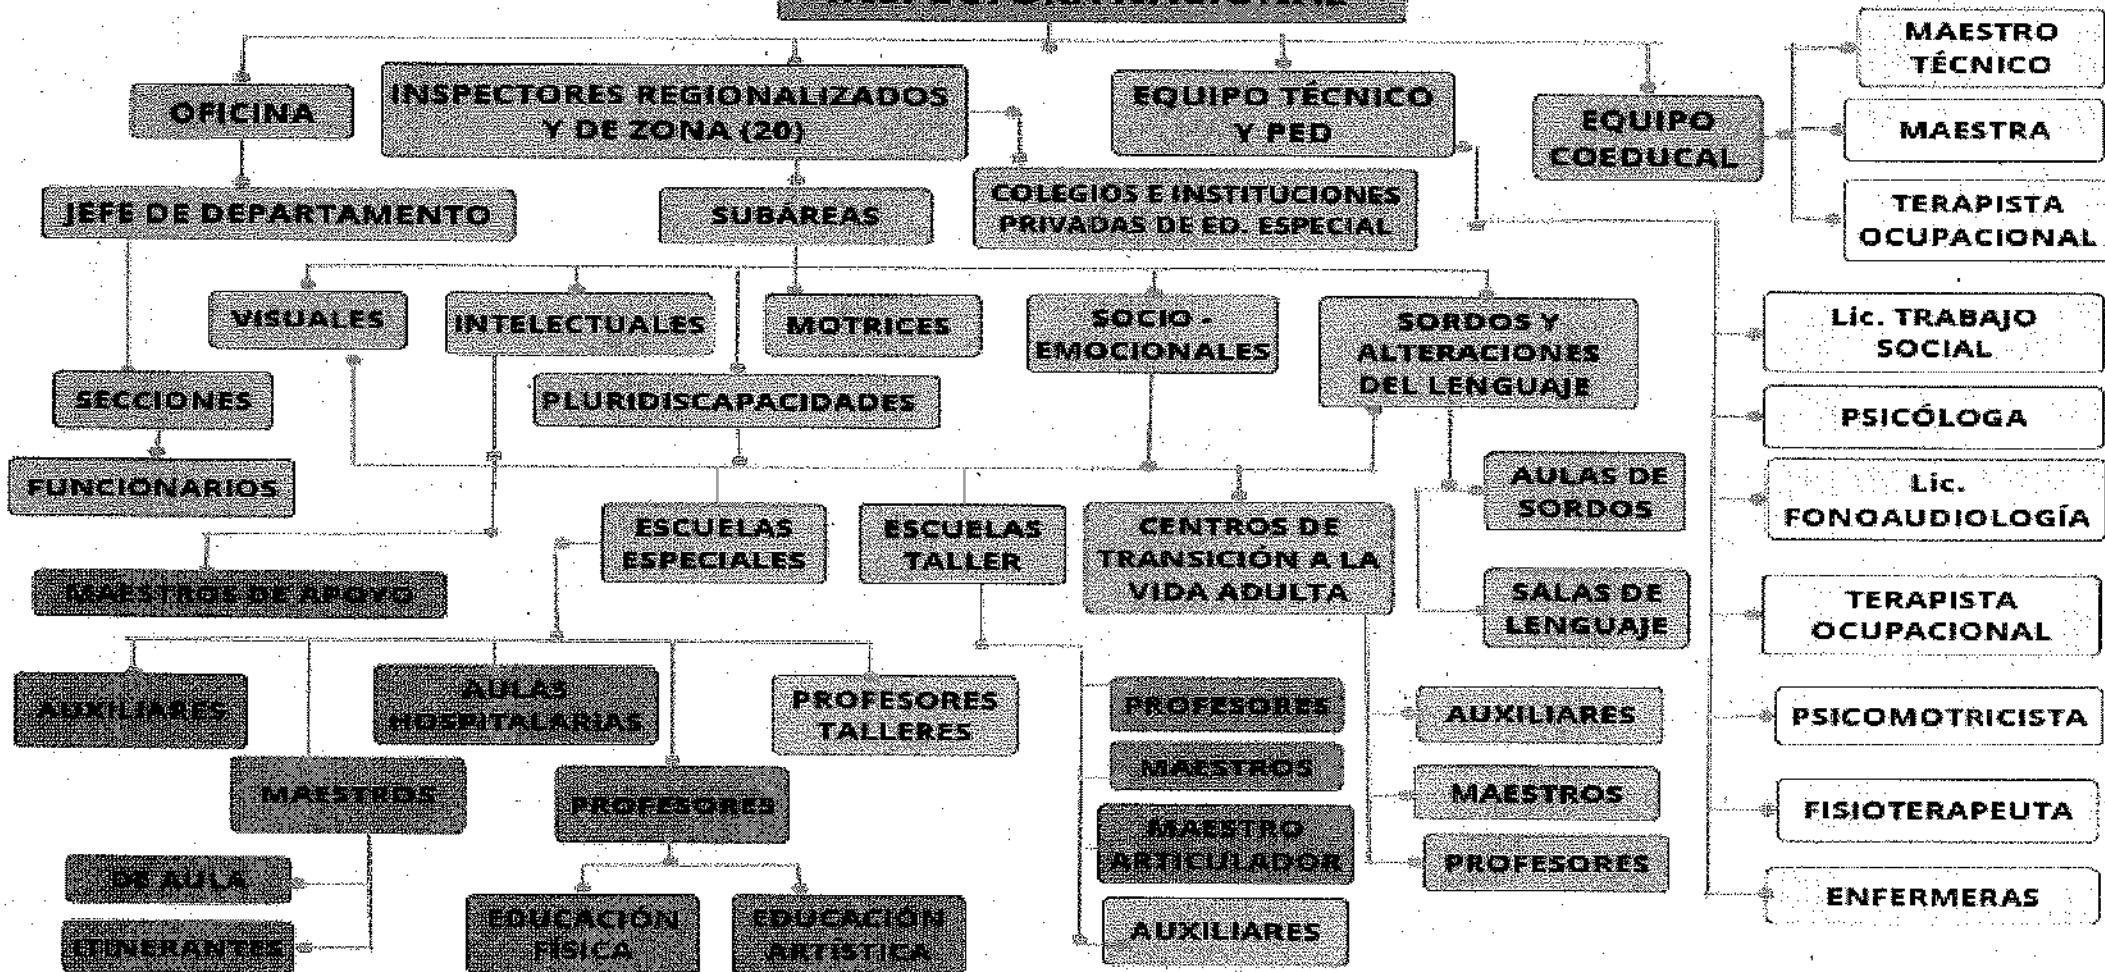 OFICINA
INSPECTORES REGIONALIZADOS
Y DE ZONA (20)
EQUIPO TÉCNICO
Y PED
EQUIPO
COEDUCAL
MAESTRO
TÉCNICO
MAESTRA
TERAPISTA
OCUPACIONAL
JEFE DE DEPARTAMENTO
SUBÁREAS
COLEGIOS E INSTITUCIONES
PRIVADAS DE ED. ESPECIAL
VISUALES
INTELECTUALES
MOTRICES
SOCIO -
EMOCIONALES
SORDOS Y
ALTERACIONES
DEL LENGUAJE
SECCIONES
PLURIDISCAPACIDADES
FUNCIONARIOS
Lic. TRABAJO
SOCIAL
PSICÓLOGA
Lic.
FONOAUDIOLOGÍA
TERAPISTA
OCUPACIONAL
PSICOMOTRICISTA
FISIOTERAPEUTA
ENFERMERAS
ESCUELAS
ESPECIALES
ESCUELAS
TALLER
CENTROS DE
TRANSICIÓN A LA
VIDA ADULTA
AULAS DE
SORDOS
SALAS DE
LENGUAJE
MAESTROS DE APOYO
AUXILIARES
AULAS
HOSPITALARIAS
PROFESORES
TALLERES
MAESTROS
PROFESORES
DE AULA
ITINERANTES
EDUCACIÓN
FÍSICA
EDUCACIÓN
ARTÍSTICA
PROFESORES
MAESTROS
MAESTRO
ARTICULADOR
AUXILIARES
AUXILIARES
MAESTROS
PROFESORES